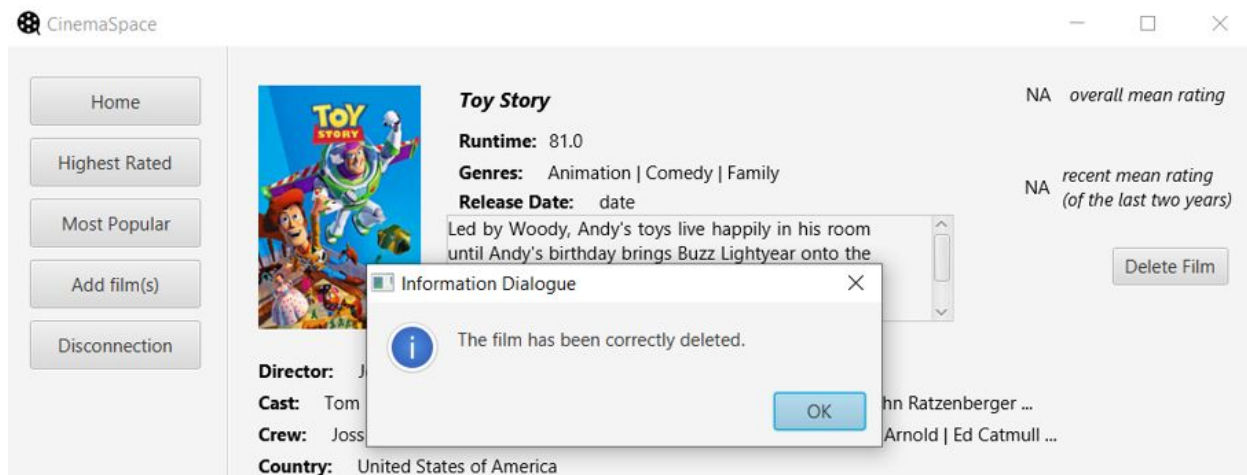 CinemaSpace
Home
Highest Rated
Most Popular
Add film(s)
Disconnection
TOY
STORY
Toy Story
Runtime: 81.0
Genres: Animation | Comedy | Family
Release Date: date
Led by Woody, Andy's toys live happily in his room
until Andy's birthday brings Buzz Lightyear onto the
NA overall mean rating
NA recent mean rating
(of the last two years)
Delete Film
Information Dialogue
The film has been correctly deleted.
OK
Director:
Cast: Tom
hn Ratzenberger ...
Crew: Joss
Arnold | Ed Catmull ...
Country: United States of America